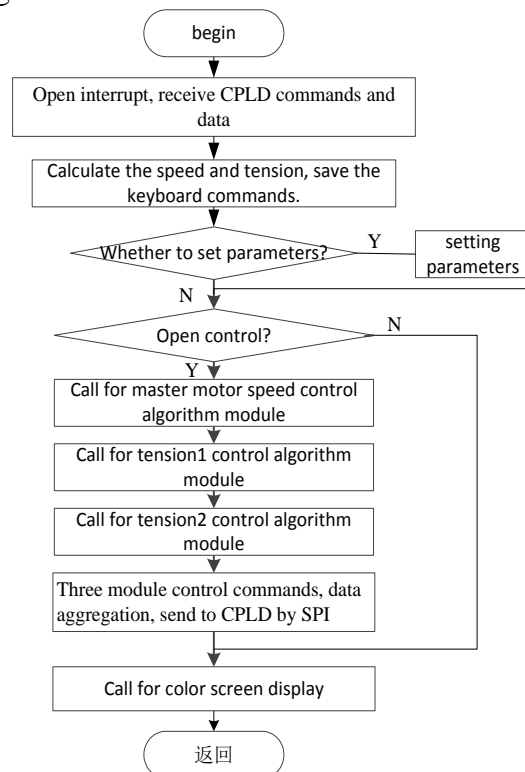 begin
Open interrupt, receive CPLD commands and
data
Calculate the speed and tension, save the
keyboard commands.
Whether to set parameters?
Y
setting
parameters
N
Open control?
N
Y
Call for master motor speed control
algorithm module
Call for tension1 control algorithm
module
Call for tension2 control algorithm
module
Three module control commands, data
aggregation, send to CPLD by SPI
Call for color screen display
返回